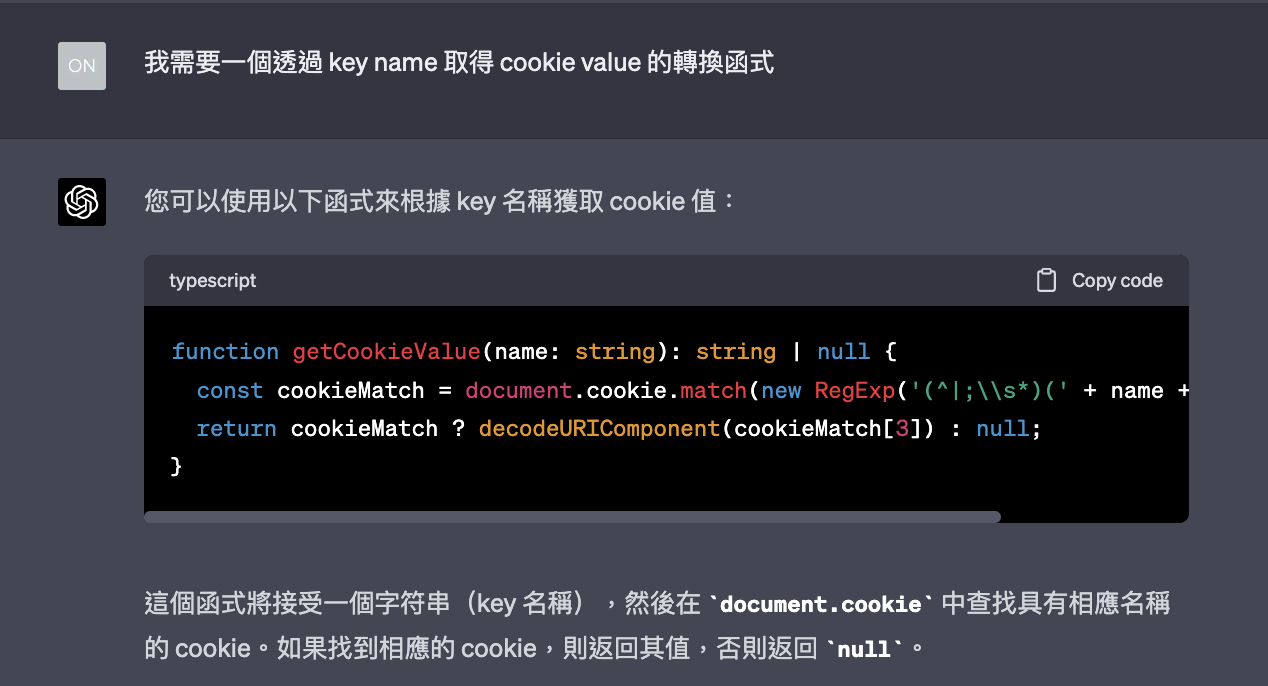 ON
我需要一個透過 key name 取得 cookie value 的轉換函式
您可以使用以下函式來根據 key 名稱獲取 cookie 值：
typescript
Copy code
function getCookieValue(name: string): string | null {
const cookieMatch = document.cookie.match(new RegExp('(^|;\\s*)(' + name +
return cookieMatch ? decodeURIComponent(cookieMatch[3]) : null;
}
這個函式將接受一個字符串（key 名稱），然後在 `document.cookie` 中查找具有相應名稱
的 cookie。如果找到相應的 cookie，則返回其值，否則返回 `null`。